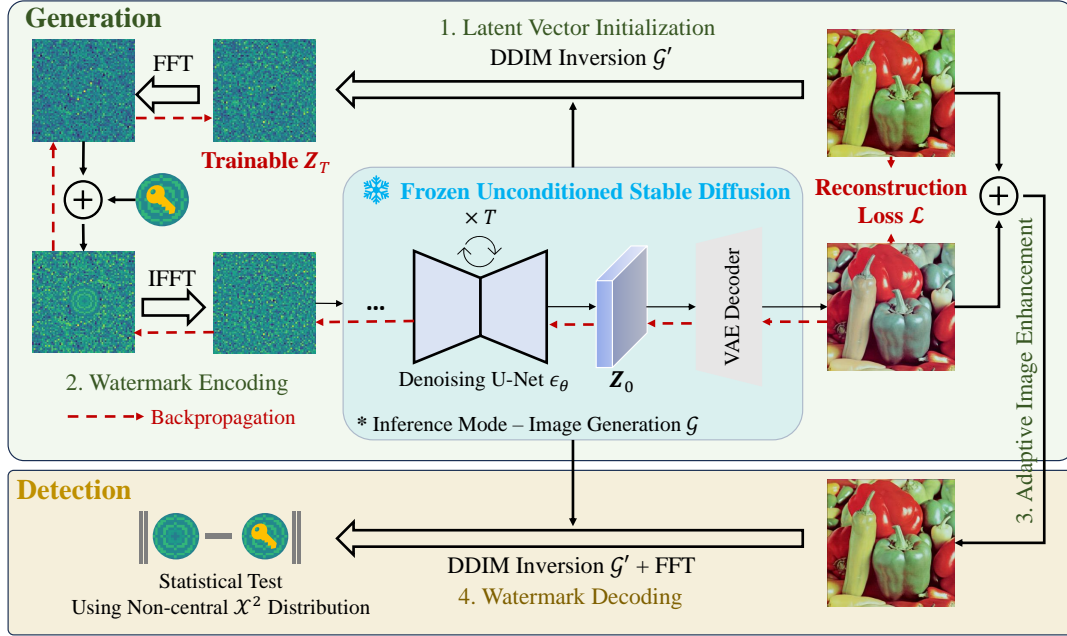 Generation
1. Latent Vector Initialization
DDIM Inversion 𝒢′
FFT
Trainable Z_T
Frozen Unconditioned Stable Diffusion
× T
Reconstruction
Loss ℒ
IFFT
...
VAE Decoder
Denoising U-Net ϵ_θ
Z_0
2. Watermark Encoding
Backpropagation
* Inference Mode – Image Generation 𝒢
3. Adaptive Image Enhancement
Detection
Statistical Test
Using Non-central 𝒳² Distribution
DDIM Inversion 𝒢′ + FFT
4. Watermark Decoding